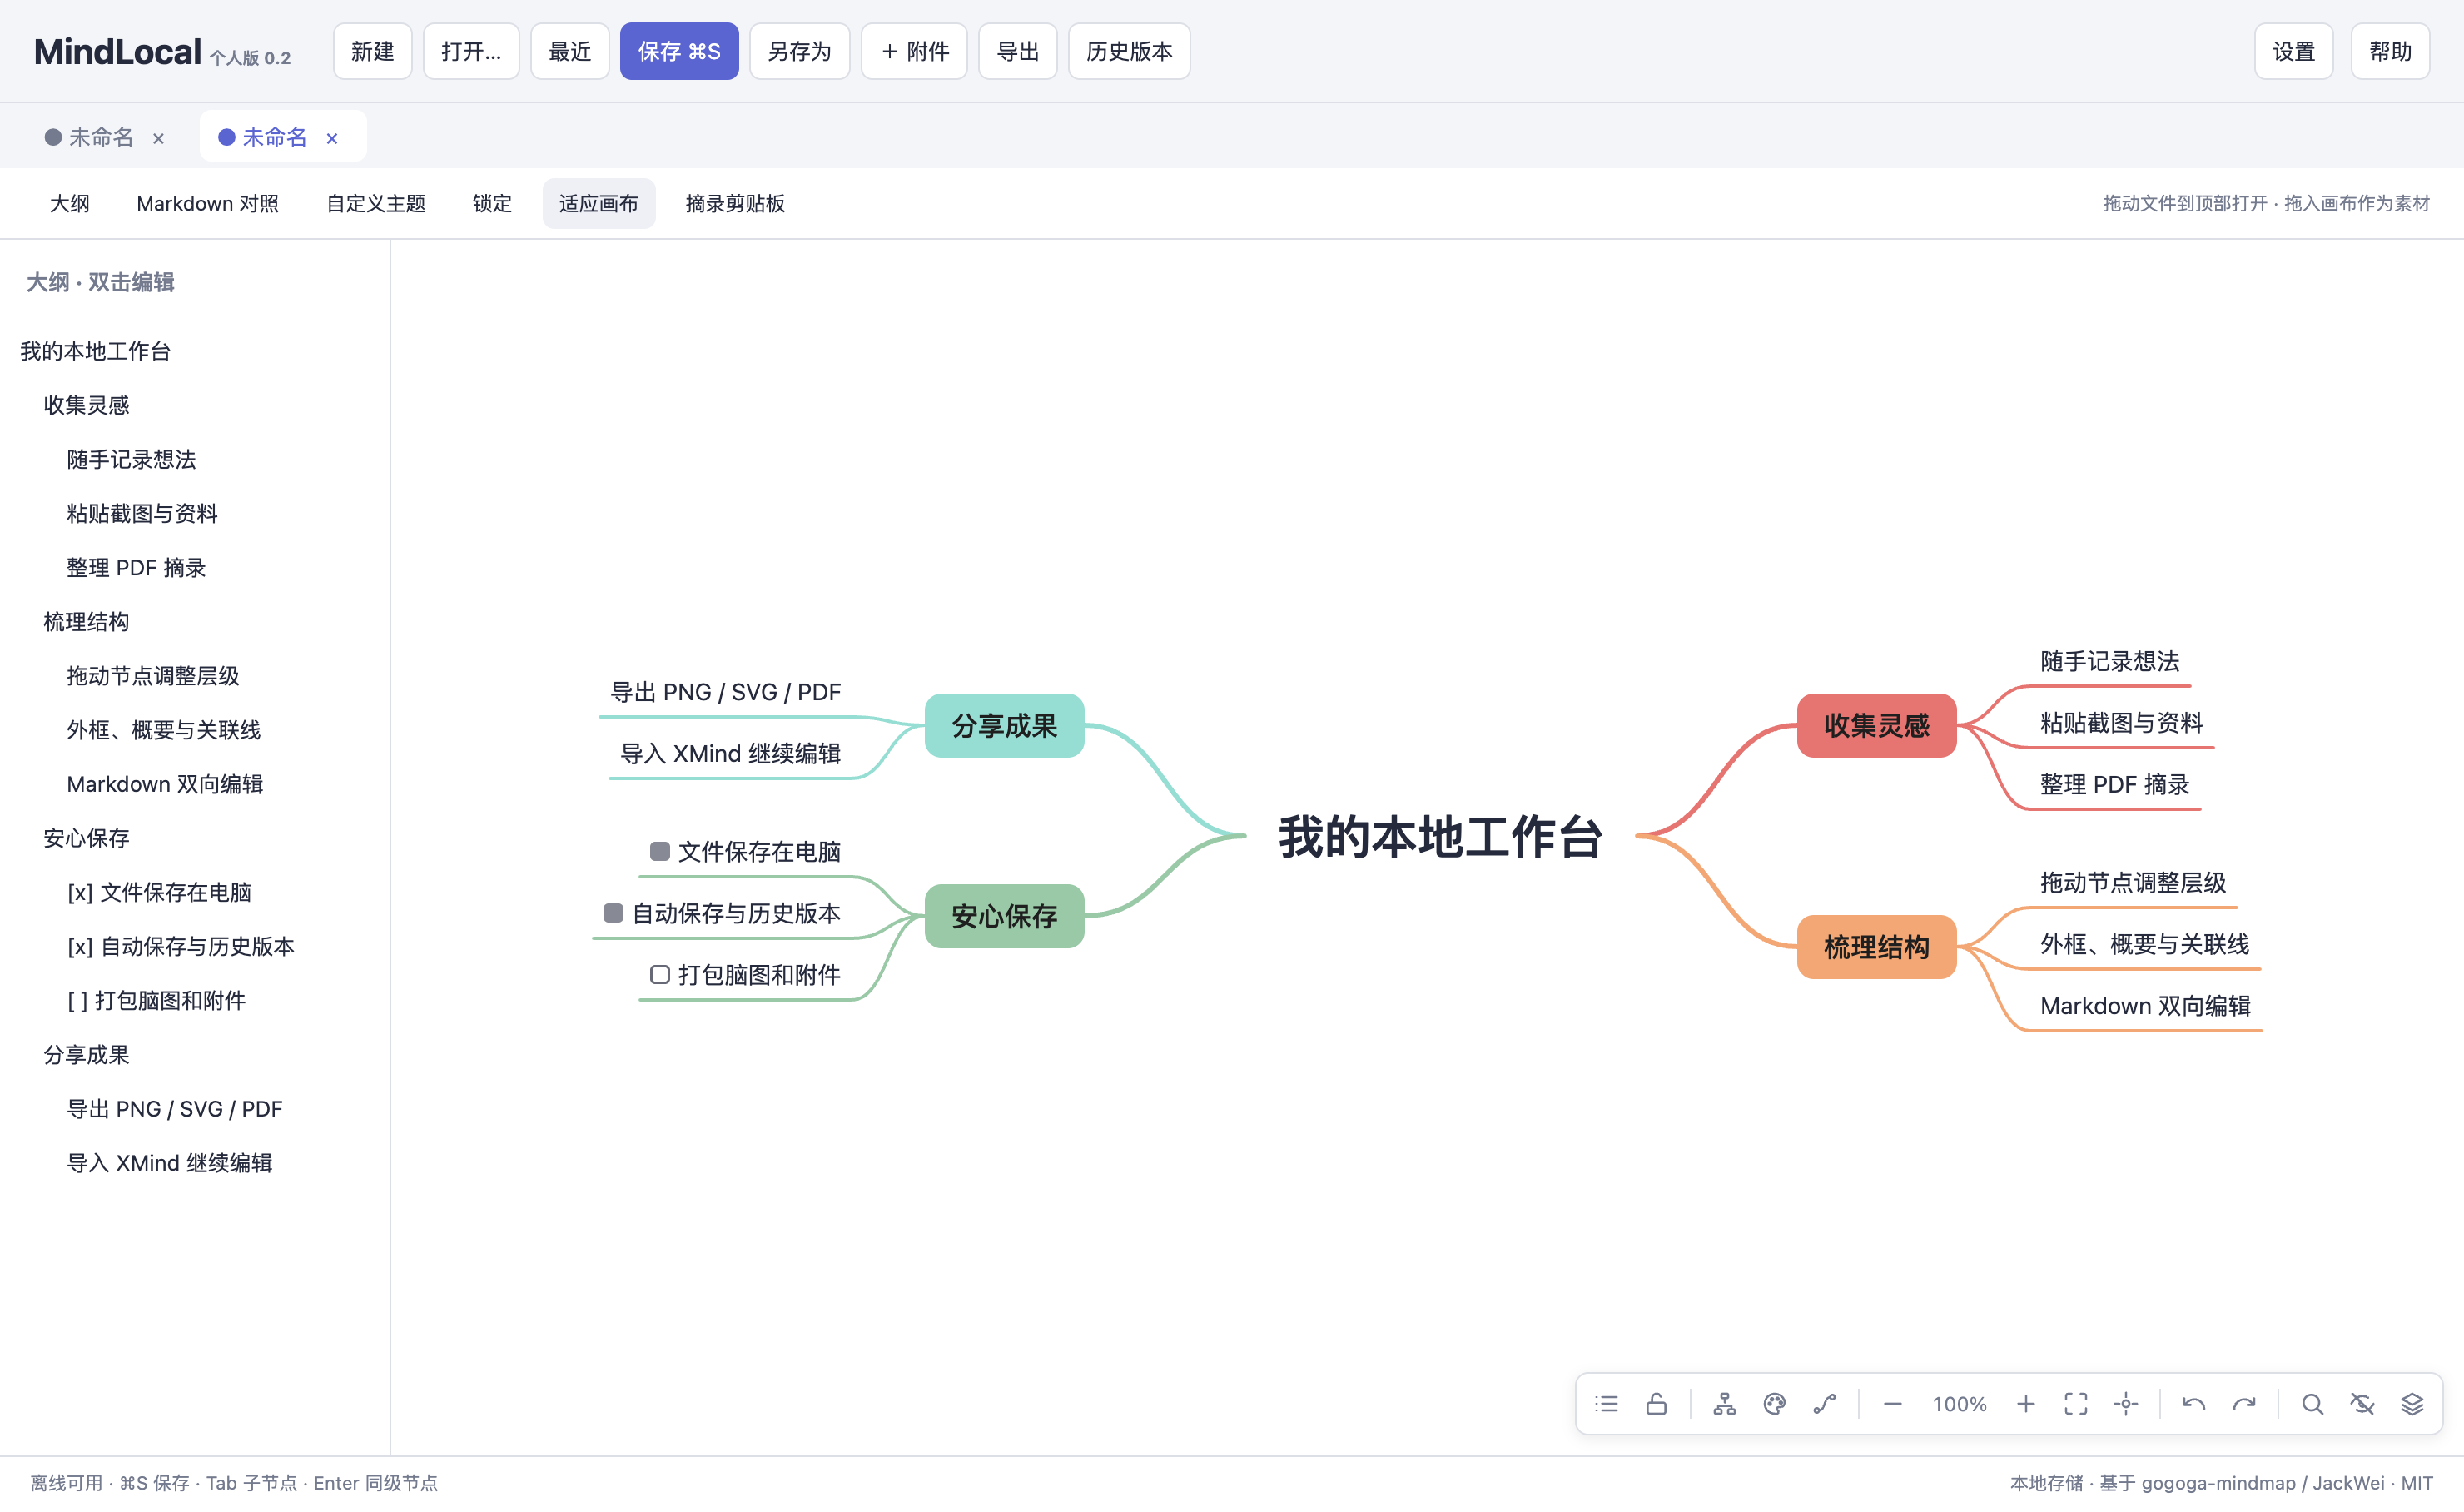 MindLocal 个人版 0.2 新建 打开... 最近 保存 ⌘S 另存为 + 附件 导出 历史版本 设置 帮助
未命名 × 未命名 ×
大纲 Markdown 对照 自定义主题 锁定 适应画布 摘录剪贴板 拖动文件到顶部打开 · 拖入画布作为素材
大纲 · 双击编辑
我的本地工作台
收集灵感
随手记录想法
粘贴截图与资料
整理 PDF 摘录
梳理结构
拖动节点调整层级
外框、概要与关联线
Markdown 双向编辑
安心保存
[x] 文件保存在电脑
[x] 自动保存与历史版本
[ ] 打包脑图和附件
分享成果
导出 PNG / SVG / PDF
导入 XMind 继续编辑
导出 PNG / SVG / PDF
导入 XMind 继续编辑
分享成果
文件保存在电脑
自动保存与历史版本
打包脑图和附件
安心保存
我的本地工作台
收集灵感
随手记录想法
粘贴截图与资料
整理 PDF 摘录
梳理结构
拖动节点调整层级
外框、概要与关联线
Markdown 双向编辑
100%
离线可用 · ⌘S 保存 · Tab 子节点 · Enter 同级节点
本地存储 · 基于 gogoga-mindmap / JackWei · MIT